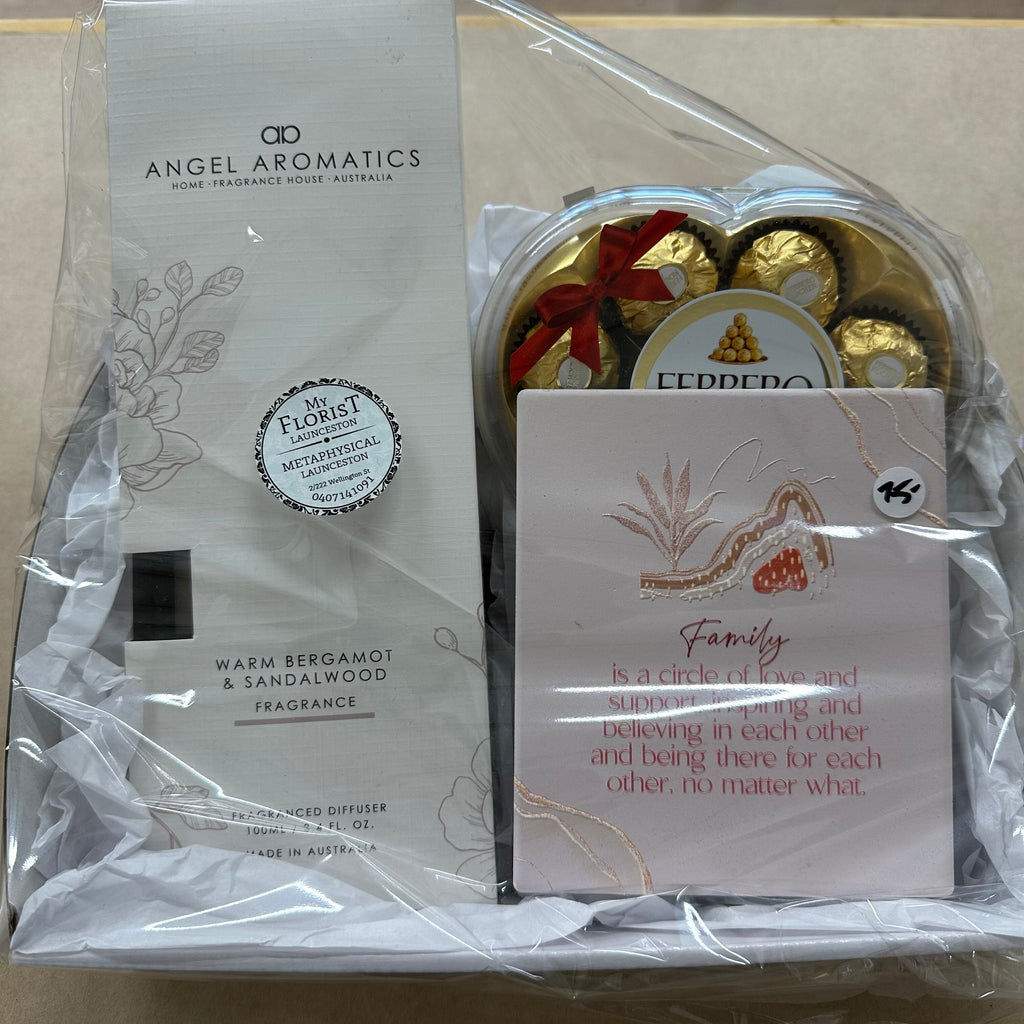 ANGEL AROMATICS
HOME · FRAGRANCE HOUSE · AUSTRALIA
My
FLORIST
LAUNCESTON
METAPHYSICAL
LAUNCESTON
2/222 Wellington St
0407141091
WARM BERGAMOT
& SANDALWOOD
FRAGRANCE
FRAGRANCED DIFFUSER
100ML / 3.4 FL. OZ.
MADE IN AUSTRALIA
FERRERO
Family
is a circle of love and
support, inspiring and
believing in each other
and being there for each
other, no matter what.